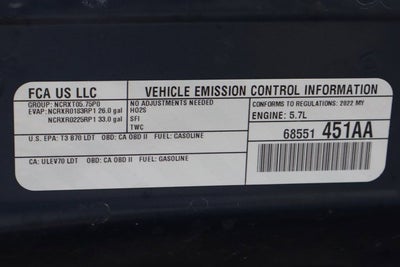 FCA US LLC
VEHICLE EMISSION CONTROL INFORMATION
GROUP: NCRXT05.75P0
EVAP: NCRXR0183RP1 26.0 gal
NCRXR0225RP1 33.0 gal
NO ADJUSTMENTS NEEDED
HO2S
SFI
TWC
CONFORMS TO REGULATIONS: 2022 MY
ENGINE: 5.7L
U.S. EPA: T3 B70 LDT OBD: CA OBD II FUEL: GASOLINE
CA: ULEV70 LDT OBD: CA OBD II FUEL: GASOLINE
68551 451AA